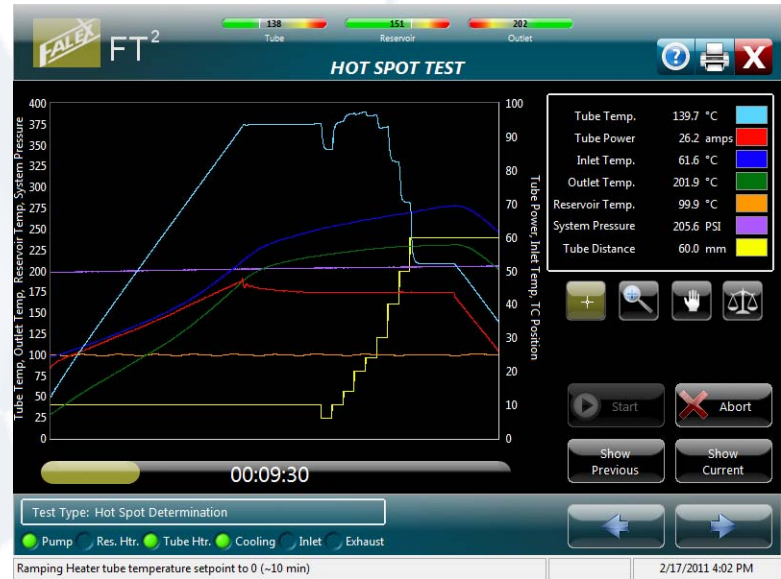 FALEX FT2
138 151 202
Tube Reservoir Outlet
HOT SPOT TEST
? X
Tube Temp, Outlet Temp, Reservoir Temp, System Pressure
400
375
350
325
300
275
250
225
200
175
150
125
100
75
50
25
0
100
90
80
70
60
50
40
30
20
10
0
Tube Power, Inlet Temp, TC Position
Tube Temp. 139.7 °C
Tube Power 26.2 amps
Inlet Temp. 61.6 °C
Outlet Temp. 201.9 °C
Reservoir Temp. 99.9 °C
System Pressure 205.6 PSI
Tube Distance 60.0 mm
Start Abort
Show Previous Show Current
00:09:30
Test Type: Hot Spot Determination
Pump Res. Htr. Tube Htr. Cooling Inlet Exhaust
Ramping Heater tube temperature setpoint to 0 (~10 min) 2/17/2011 4:02 PM